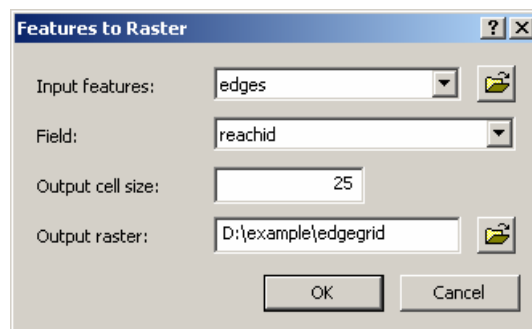 Features to Raster
Input features: edges
Field: reachid
Output cell size: 25
Output raster: D:\example\edgegrid
OK Cancel